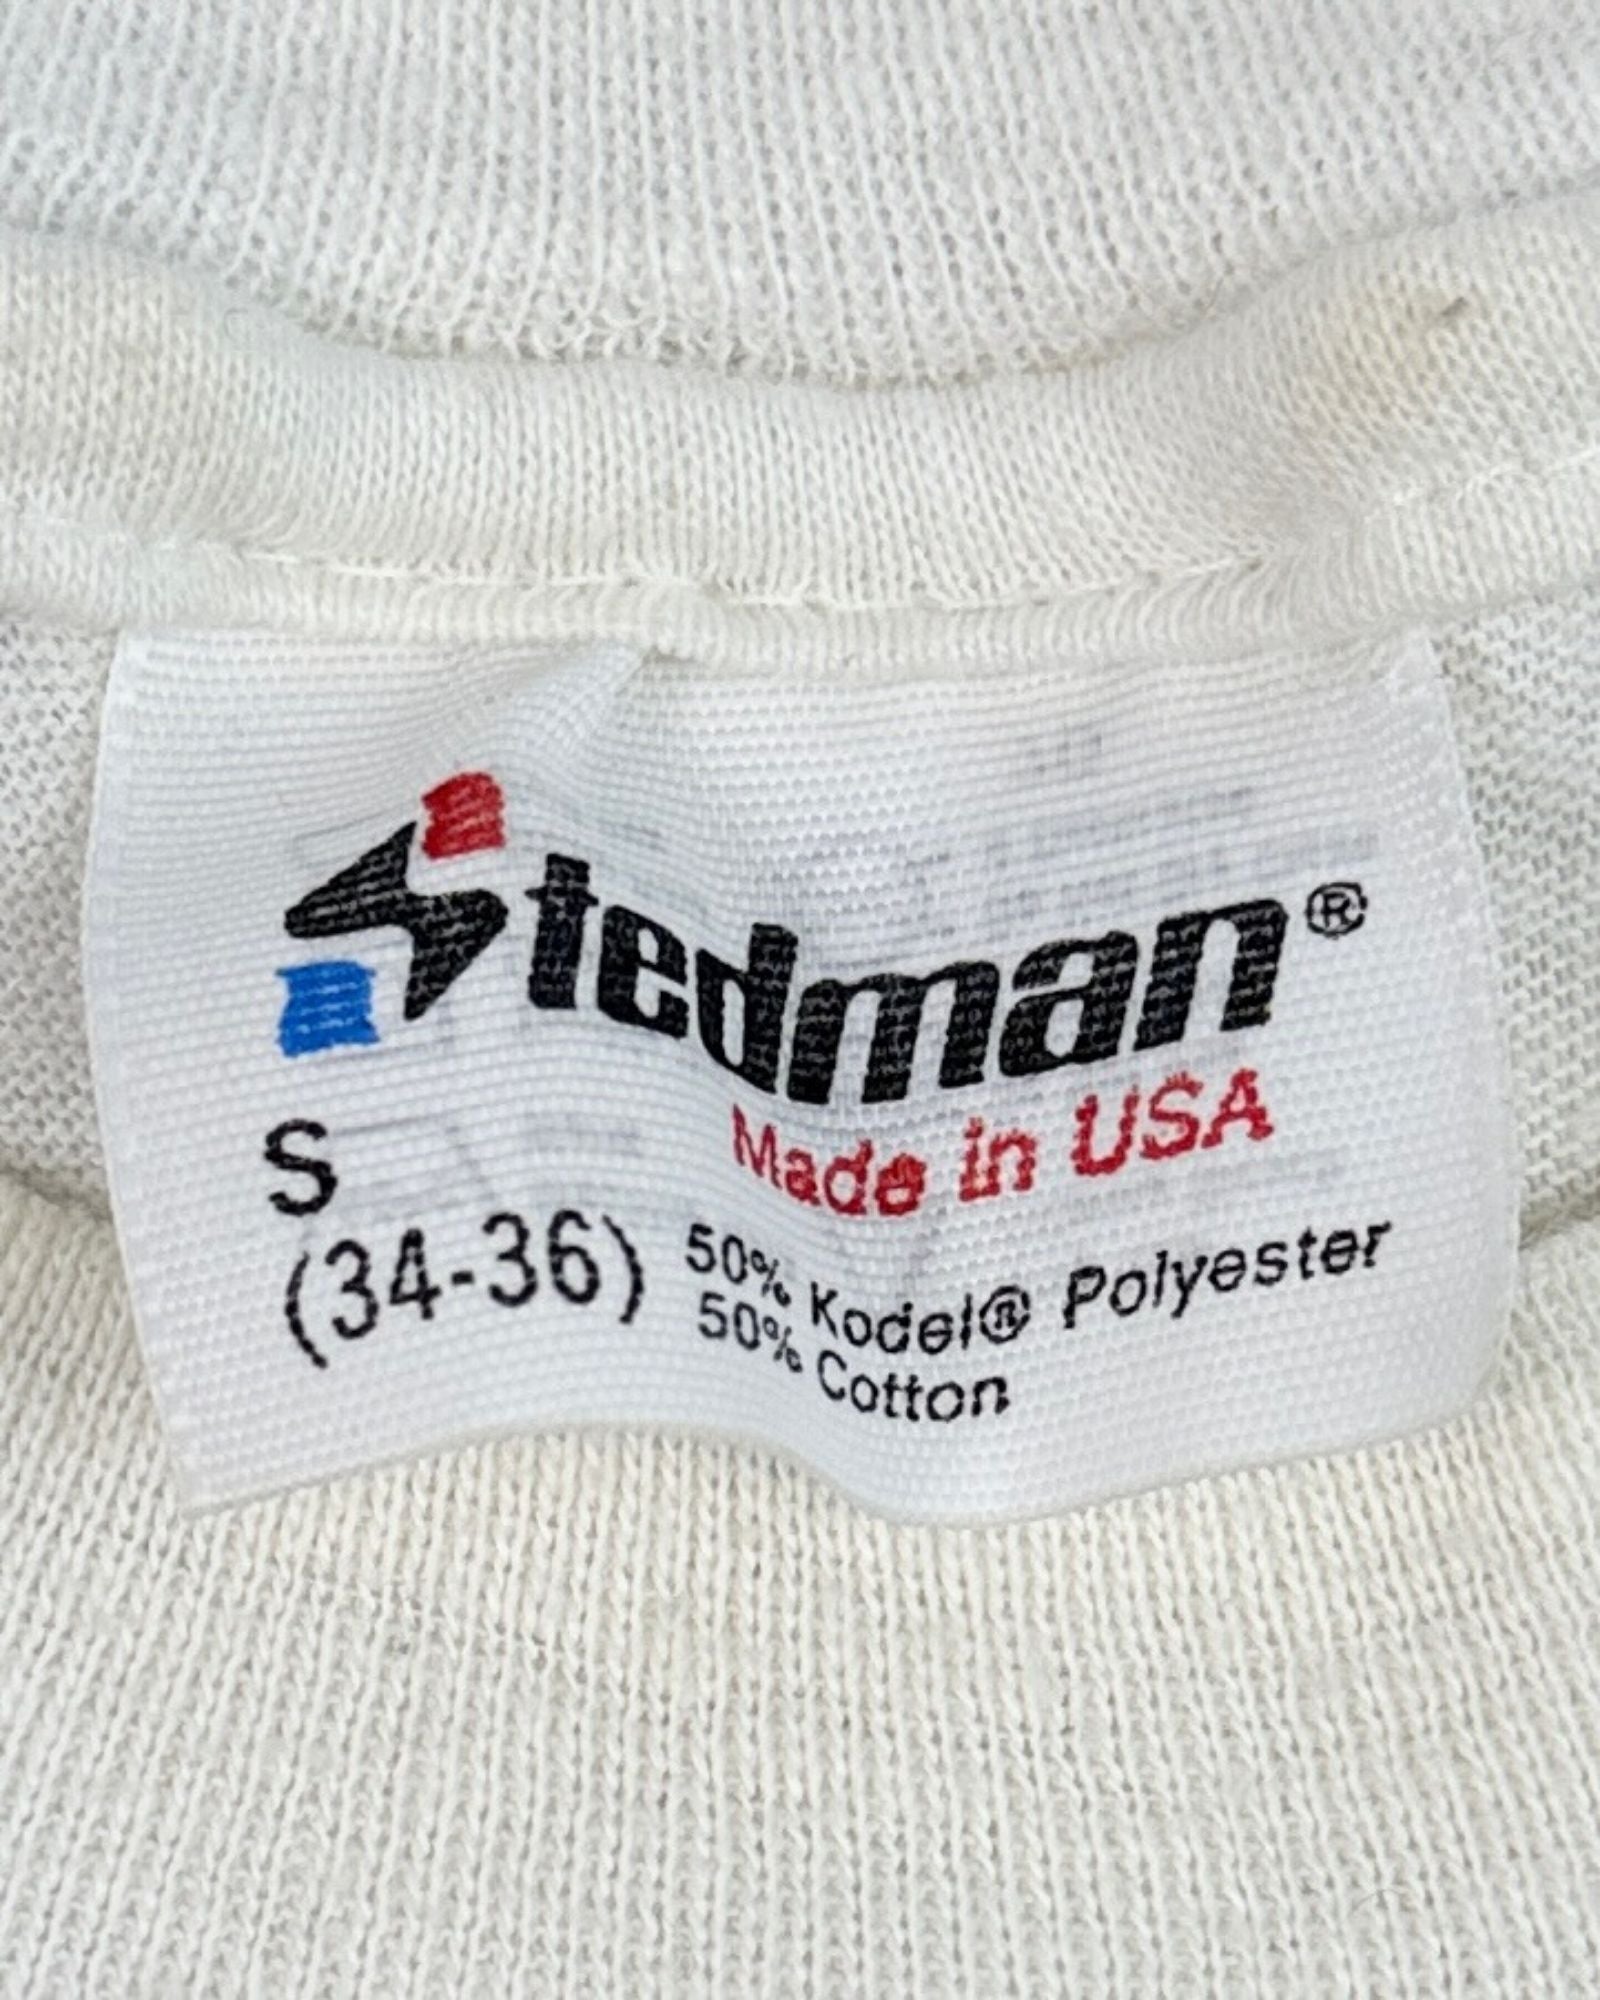 Stedman®
Made in USA
S
(34-36)
50% Kodel® Polyester
50% Cotton